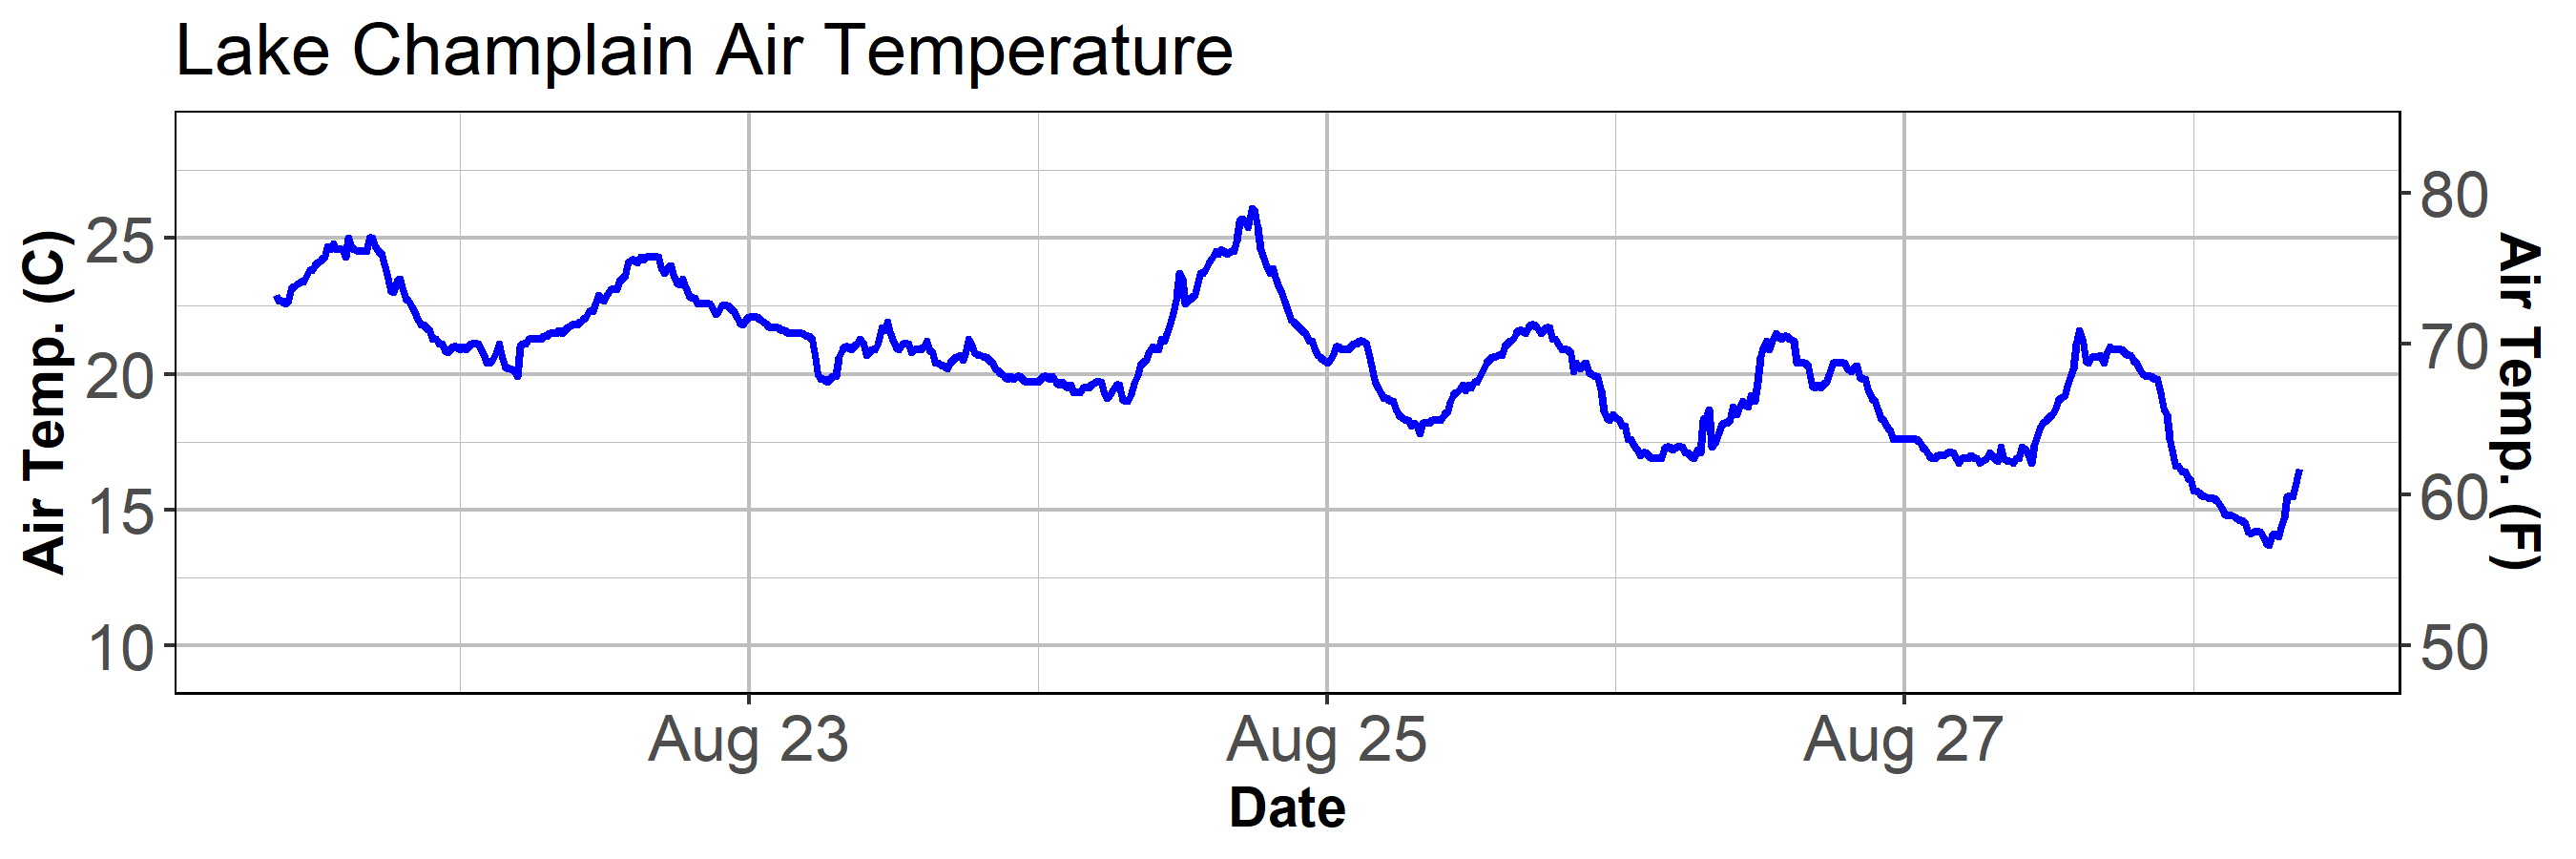 Lake Champlain Air Temperature
Air Temp. (C)
25
20
15
10
80
70
60
50
Air Temp. (F)
Aug 23
Aug 25
Aug 27
Date